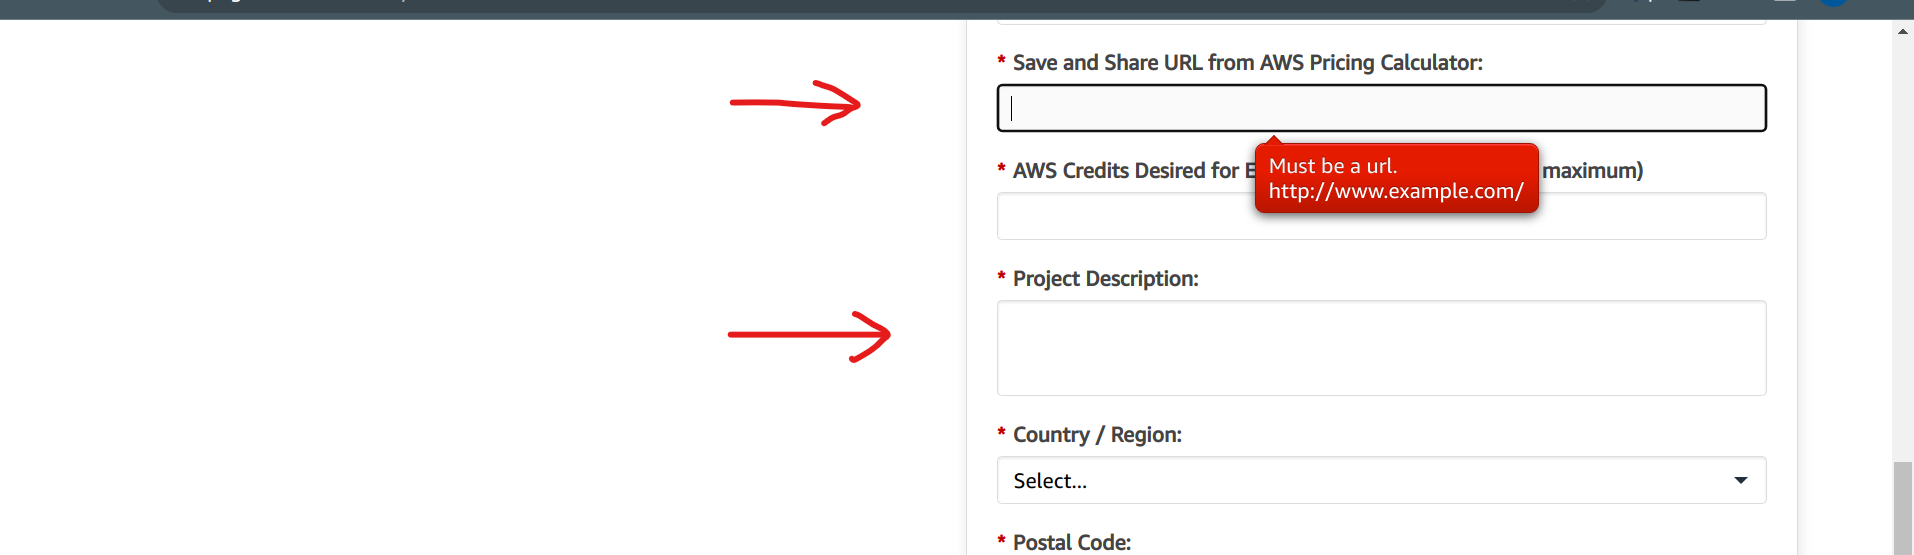 * Save and Share URL from AWS Pricing Calculator:
Must be a url.
http://www.example.com/
* AWS Credits Desired for maximum)
* Project Description:
* Country / Region:
Select...
* Postal Code: